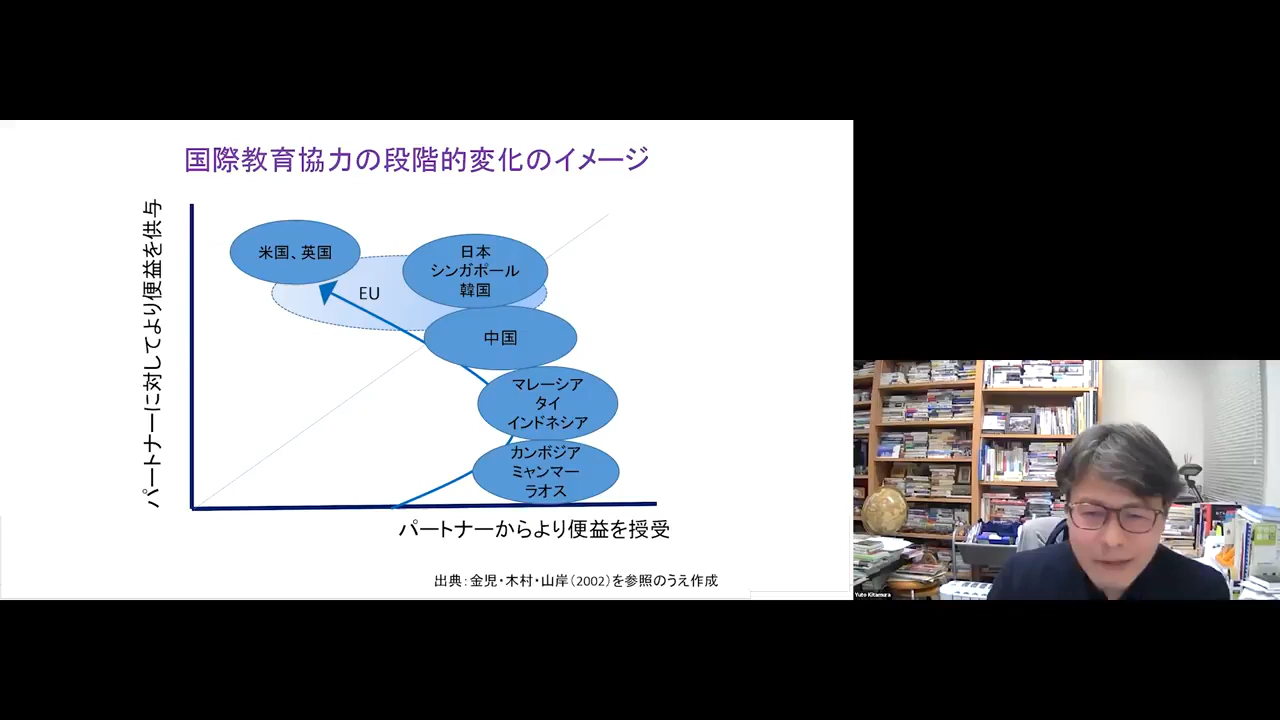 国際教育協力の段階的変化のイメージ
パートナーに対してより便益を供与
米国、英国
EU
日本
シンガポール
韓国
中国
マレーシア
タイ
インドネシア
カンボジア
ミャンマー
ラオス
パートナーからより便益を授受
出典：金児・木村・山岸（2002）を参照のうえ作成
Yuto Kitamura